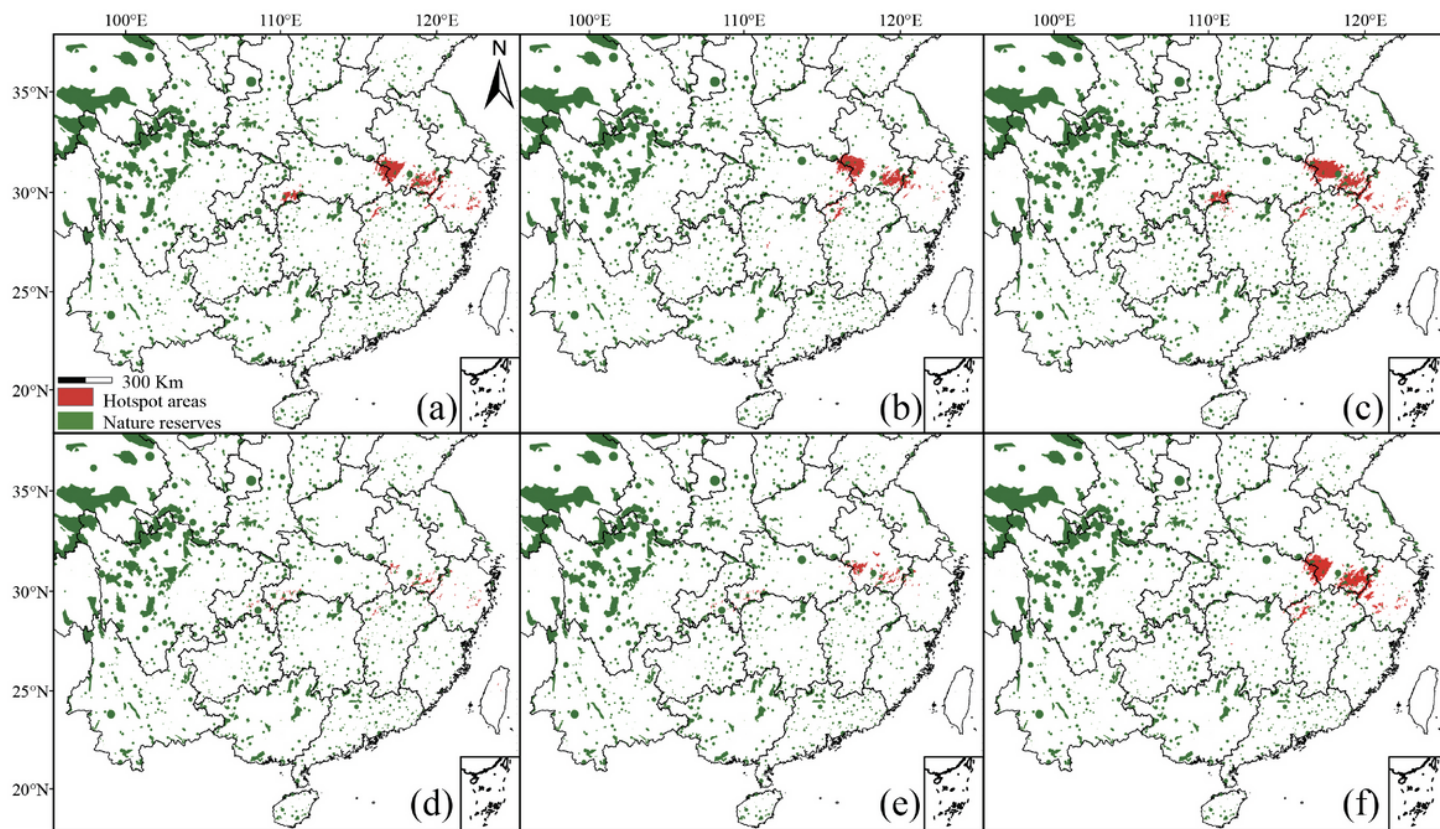 100°E 110°E 120°E 100°E 110°E 120°E 100°E 110°E 120°E
N
35°N
30°N
25°N
20°N
300 Km
Hotspot areas
Nature reserves
(a) (b) (c)
35°N
30°N
25°N
20°N
(d) (e) (f)